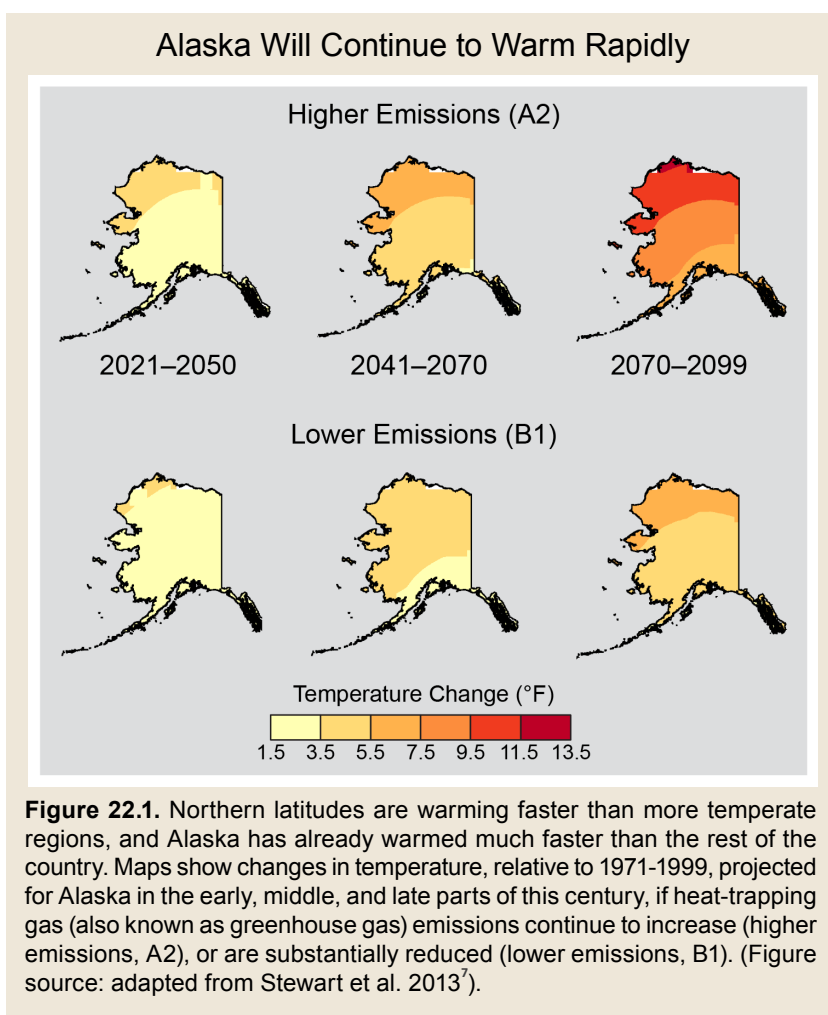 Alaska Will Continue to Warm Rapidly
Higher Emissions (A2)
2021–2050 2041–2070 2070–2099
Lower Emissions (B1)
Temperature Change (°F)
1.5 3.5 5.5 7.5 9.5 11.5 13.5
Figure 22.1. Northern latitudes are warming faster than more temperate
regions, and Alaska has already warmed much faster than the rest of the
country. Maps show changes in temperature, relative to 1971-1999, projected
for Alaska in the early, middle, and late parts of this century, if heat-trapping
gas (also known as greenhouse gas) emissions continue to increase (higher
emissions, A2), or are substantially reduced (lower emissions, B1). (Figure
source: adapted from Stewart et al. 2013⁷).